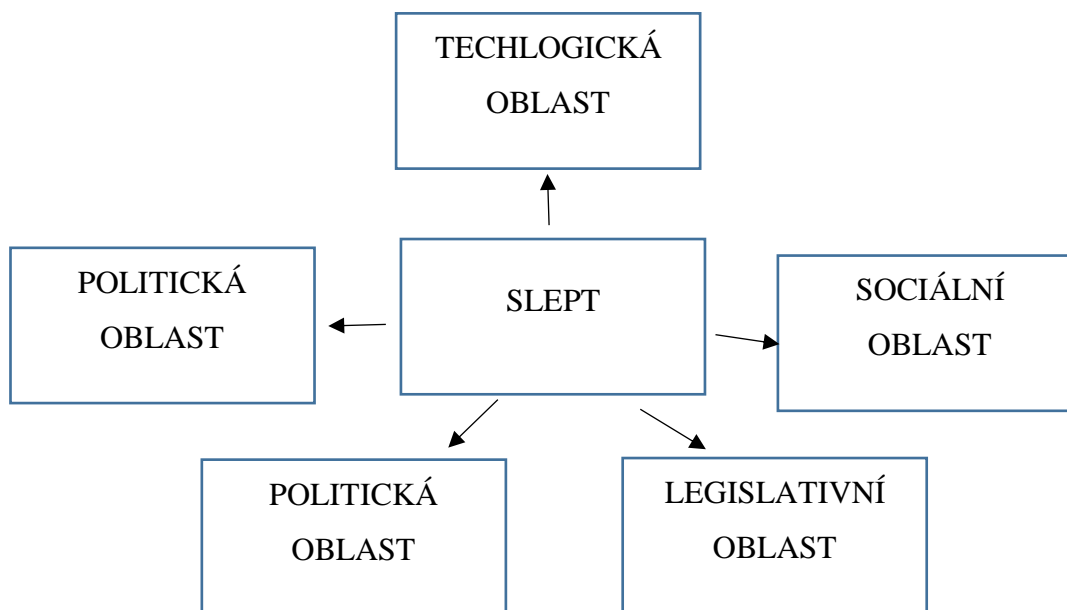 TECHLOGICKÁ
OBLAST
POLITICKÁ
OBLAST
SLEPT
SOCIÁLNÍ
OBLAST
POLITICKÁ
OBLAST
LEGISLATIVNÍ
OBLAST